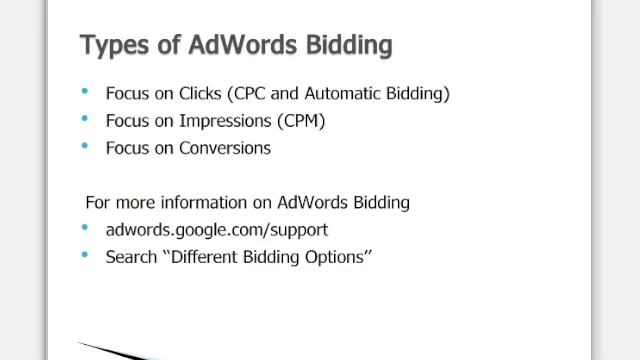 Types of AdWords Bidding
• Focus on Clicks (CPC and Automatic Bidding)
• Focus on Impressions (CPM)
• Focus on Conversions
For more information on AdWords Bidding
• adwords.google.com/support
• Search “Different Bidding Options”